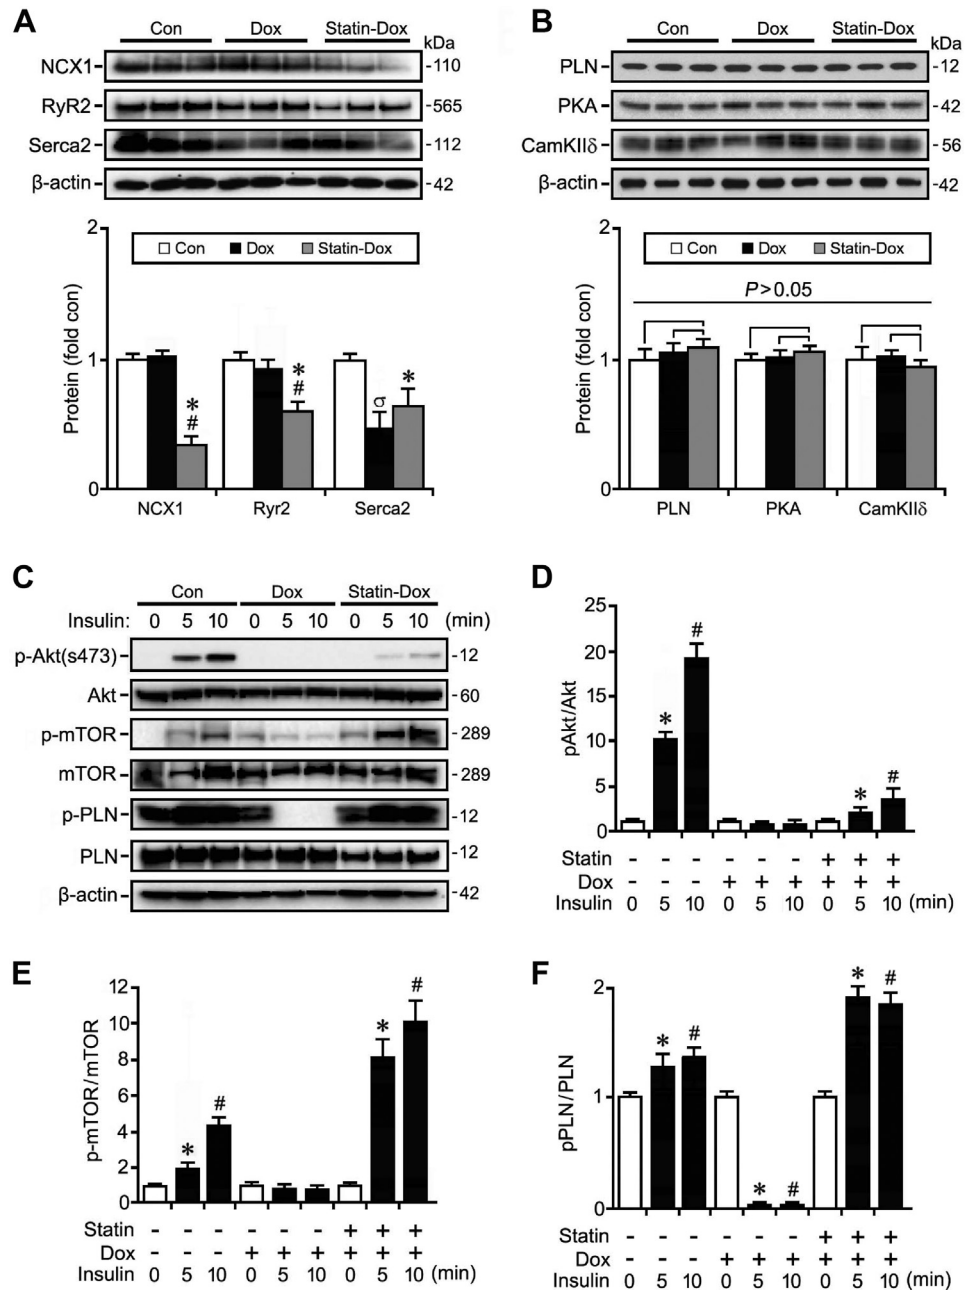 A
Con Dox Statin-Dox
kDa
NCX1 -110
RyR2 -565
Serca2 -112
β-actin -42
2
Con Dox Statin-Dox
Protein (fold con)
1
* # * # σ *
0
NCX1 Ryr2 Serca2
B
Con Dox Statin-Dox
kDa
PLN -12
PKA -42
CamKIIδ -56
β-actin -42
2
Con Dox Statin-Dox
P>0.05
Protein (fold con)
1
0
PLN PKA CamKIIδ
C
Con Dox Statin-Dox
Insulin: 0 5 10 0 5 10 0 5 10 (min)
p-Akt(s473) -12
Akt -60
p-mTOR -289
mTOR -289
p-PLN -12
PLN -12
β-actin -42
D
pAkt/Akt
25
20
15
10
5
0
* # * #
Statin - - - - - - + + +
Dox - - - + + + + + +
Insulin 0 5 10 0 5 10 0 5 10 (min)
E
p-mTOR/mTOR
12
10
8
6
4
2
0
* # * #
Statin - - - - - - + + +
Dox - - - + + + + + +
Insulin 0 5 10 0 5 10 0 5 10 (min)
F
pPLN/PLN
2
1
0
* # * # * #
Statin - - - - - - + + +
Dox - - - + + + + + +
Insulin 0 5 10 0 5 10 0 5 10 (min)